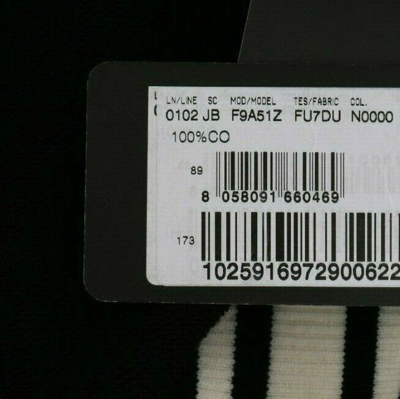 LN/LINE SC MOD/MODEL TES/FABRIC COL.
0102 JB F9A51Z FU7DU N0000
100%CO
89
8 058091 660469
173
1025916972900622